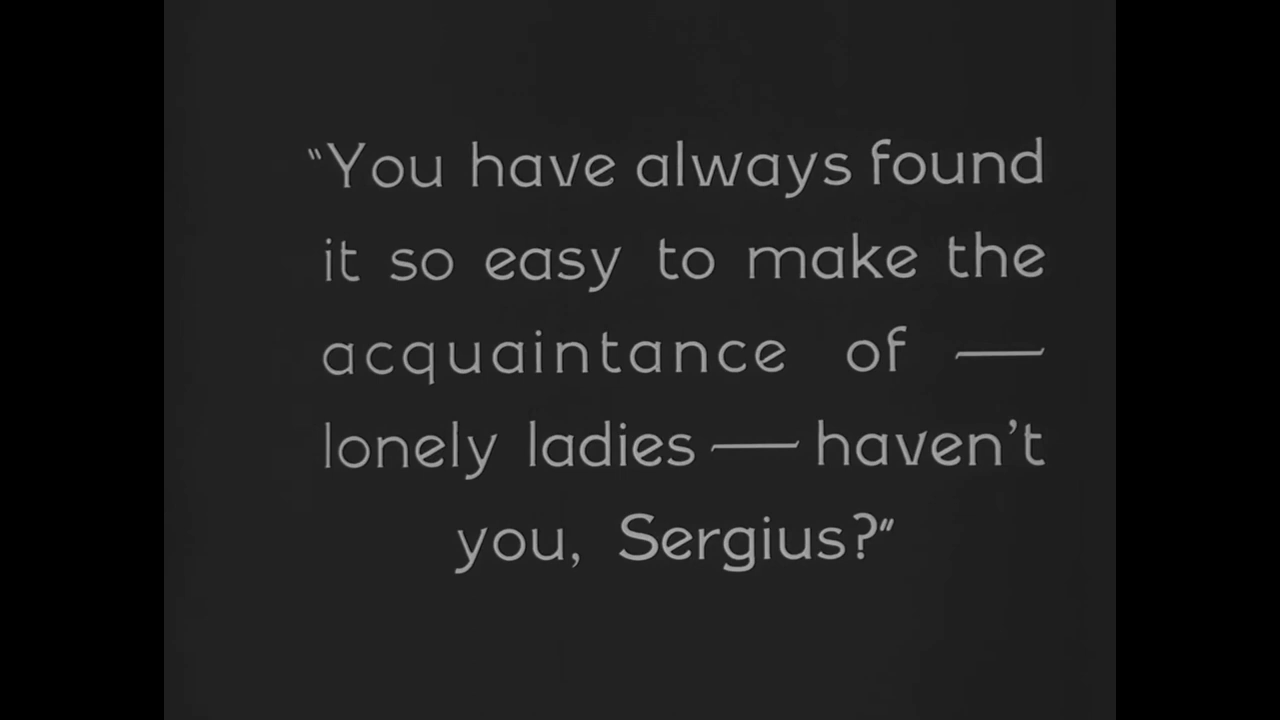 "You have always found
it so easy to make the
acquaintance of —
lonely ladies — haven't
you, Sergius?"